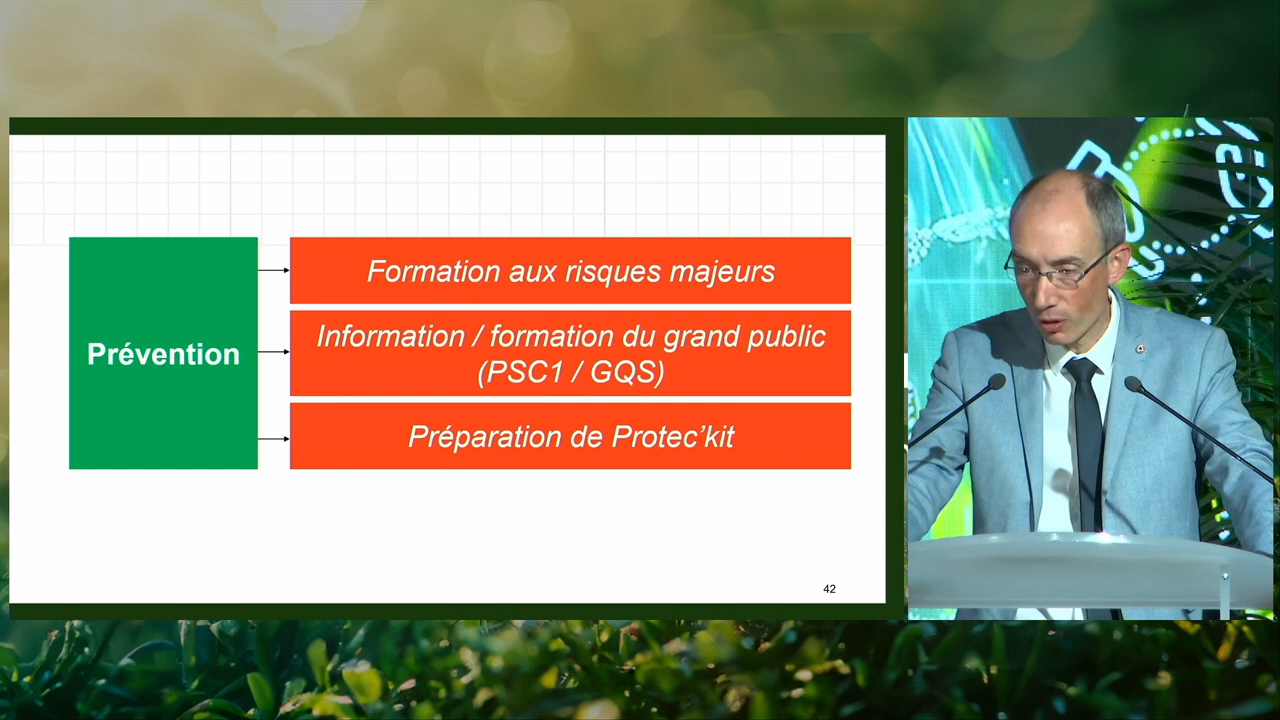 Prévention
Formation aux risques majeurs
Information / formation du grand public
(PSC1 / GQS)
Préparation de Protec’kit
42